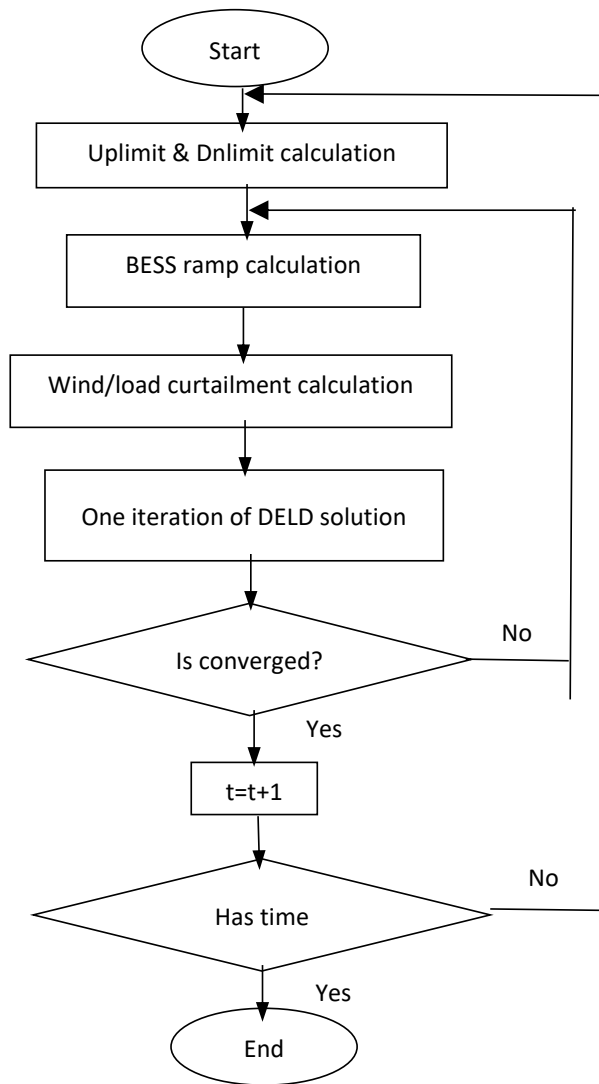 Start
Uplimit & Dnlimit calculation
BESS ramp calculation
Wind/load curtailment calculation
One iteration of DELD solution
Is converged?
No
Yes
t=t+1
Has time
No
Yes
End